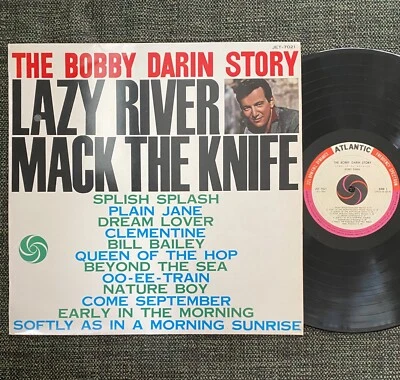 JET-7021
THE BOBBY DARIN STORY
LAZY RIVER
MACK THE KNIFE
SPLISH SPLASH
PLAIN JANE
DREAM LOVER
CLEMENTINE
BILL BAILEY
QUEEN OF THE HOP
BEYOND THE SEA
OO-EE-TRAIN
NATURE BOY
COME SEPTEMBER
EARLY IN THE MORNING
SOFTLY AS IN A MORNING SUNRISE
ATLANTIC
THE BOBBY DARIN STORY